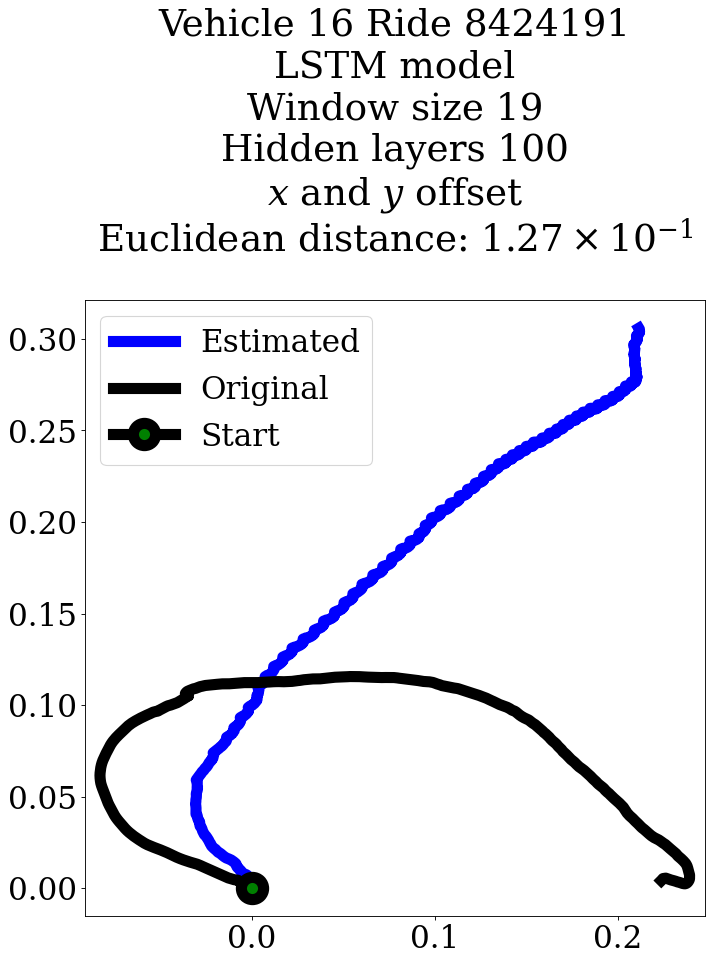 Vehicle 16 Ride 8424191
LSTM model
Window size 19
Hidden layers 100
x and y offset
Euclidean distance: 1.27 × 10⁻¹
Estimated
Original
Start
0.30
0.25
0.20
0.15
0.10
0.05
0.00
0.0 0.1 0.2